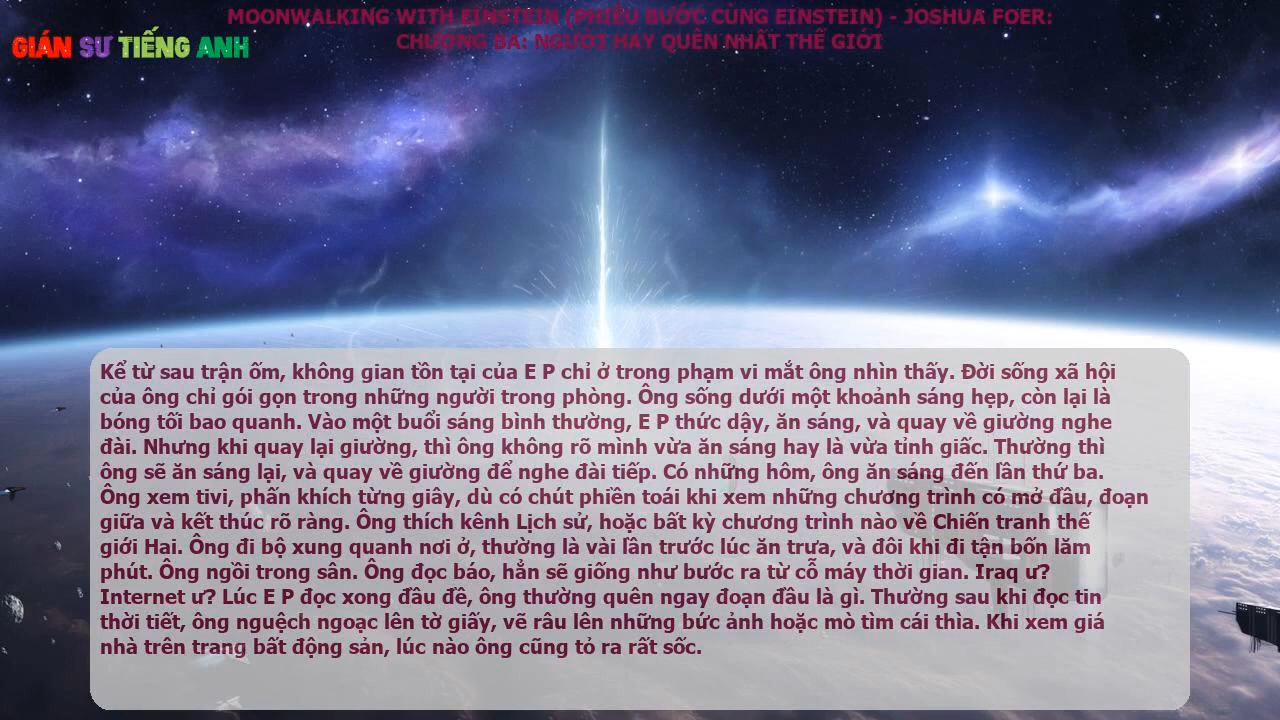 MOONWALKING WITH EINSTEIN (PHIÊU BƯỚC CÙNG EINSTEIN) - JOSHUA FOER:
CHƯƠNG BA: NGƯỜI HAY QUÊN NHẤT THẾ GIỚI
GIÁN SƯ TIẾNG ANH
Kể từ sau trận ốm, không gian tồn tại của E P chỉ ở trong phạm vi mắt ông nhìn thấy. Đời sống xã hội
của ông chỉ gói gọn trong những người trong phòng. Ông sống dưới một khoảnh sáng hẹp, còn lại là
bóng tối bao quanh. Vào một buổi sáng bình thường, E P thức dậy, ăn sáng, và quay về giường nghe
đài. Nhưng khi quay lại giường, thì ông không rõ mình vừa ăn sáng hay là vừa tỉnh giấc. Thường thì
ông sẽ ăn sáng lại, và quay về giường để nghe đài tiếp. Có những hôm, ông ăn sáng đến lần thứ ba.
Ông xem tivi, phấn khích từng giây, dù có chút phiền toái khi xem những chương trình có mở đầu, đoạn
giữa và kết thúc rõ ràng. Ông thích kênh Lịch sử, hoặc bất kỳ chương trình nào về Chiến tranh thế
giới Hai. Ông đi bộ xung quanh nơi ở, thường là vài lần trước lúc ăn trưa, và đôi khi đi tận bốn lăm
phút. Ông ngồi trong sân. Ông đọc báo, hẳn sẽ giống như bước ra từ cỗ máy thời gian. Iraq ư?
Internet ư? Lúc E P đọc xong đầu đề, ông thường quên ngay đoạn đầu là gì. Thường sau khi đọc tin
thời tiết, ông nguệch ngoạc lên tờ giấy, vẽ râu lên những bức ảnh hoặc mò tìm cái thìa. Khi xem giá
nhà trên trang bất động sản, lúc nào ông cũng tỏ ra rất sốc.